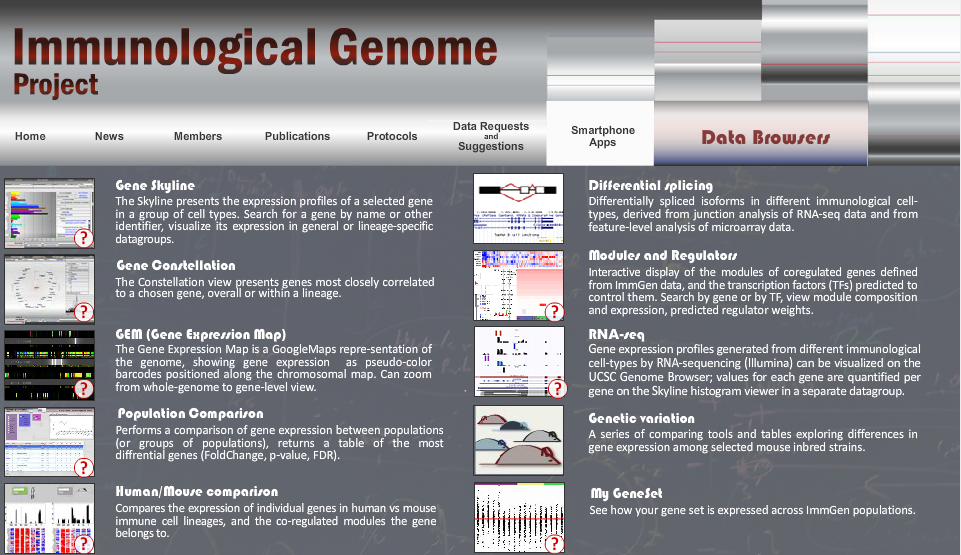 Immunological Genome
Project
Home
News
Members
Publications
Protocols
Data Requests
and
Suggestions
Smartphone
Apps
Data Browsers
Gene Skyline
The Skyline presents the expression profiles of a selected gene
in a group of cell types. Search for a gene by name or other
identifier, visualize its expression in general or lineage-specific
datagroups.
?
Gene Constellation
The Constellation view presents genes most closely correlated
to a chosen gene, overall or within a lineage.
?
GEM (Gene Expression Map)
The Gene Expression Map is a GoogleMaps repre-sentation of
the genome, showing gene expression as pseudo-color
barcodes positioned along the chromosomal map. Can zoom
from whole-genome to gene-level view.
?
Population Comparison
Performs a comparison of gene expression between populations
(or groups of populations), returns a table of the most
diffrential genes (FoldChange, p-value, FDR).
?
Human/Mouse comparison
Compares the expression of individual genes in human vs mouse
immune cell lineages, and the co-regulated modules the gene
belongs to.
?
Differential splicing
Differentially spliced isoforms in different immunological cell-
types, derived from junction analysis of RNA-seq data and from
feature-level analysis of microarray data.
Modules and Regulators
Interactive display of the modules of coregulated genes defined
from ImmGen data, and the transcription factors (TFs) predicted to
control them. Search by gene or by TF, view module composition
and expression, predicted regulator weights.
?
RNA-seq
Gene expression profiles generated from different immunological
cell-types by RNA-sequencing (Illumina) can be visualized on the
UCSC Genome Browser; values for each gene are quantified per
gene on the Skyline histogram viewer in a separate datagroup.
?
Genetic variation
A series of comparing tools and tables exploring differences in
gene expression among selected mouse inbred strains.
My GeneSet
See how your gene set is expressed across ImmGen populations.
?